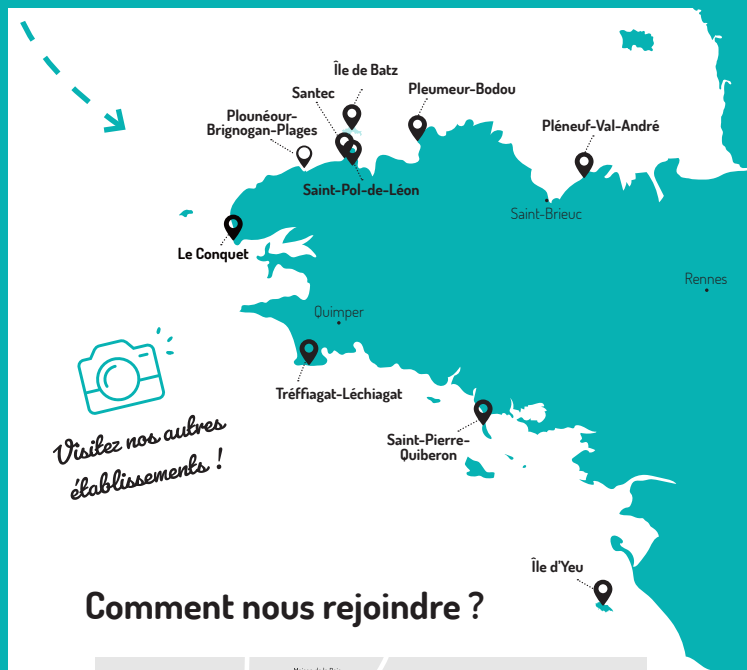 Île de Batz
Santec
Pleumeur-Bodou
Plounéour-
Brignogan-Plages
Pléneuf-Val-André
Saint-Pol-de-Léon
Saint-Brieuc
Le Conquet
Rennes
Quimper
Tréffiagat-Léchiagat
Visitez nos autres
établissements !
Saint-Pierre-
Quiberon
Île d'Yeu
Comment nous rejoindre ?